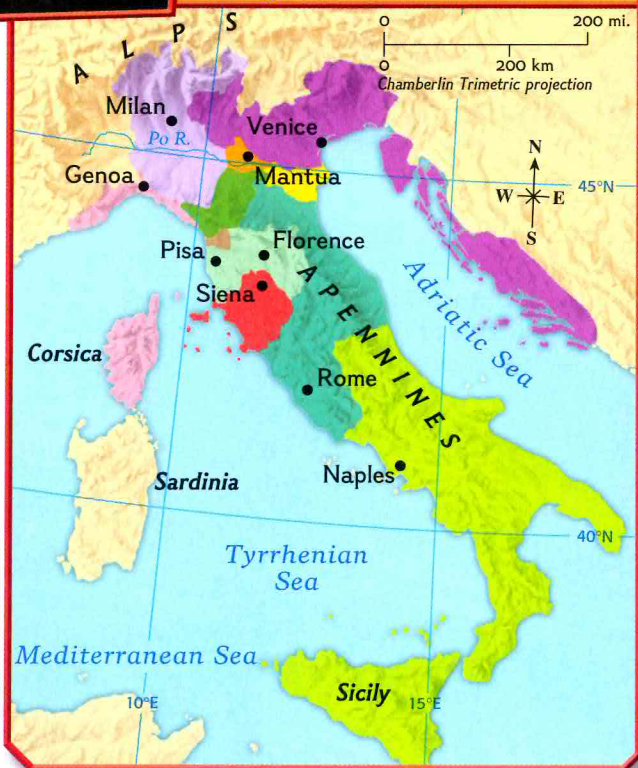 ALPS
0 200 mi.
0 200 km
Chamberlin Trimetric projection
Milan
Po R.
Venice
Genoa
Mantua
N
W E
S
45°N
Pisa
Florence
Siena
APENNINES
Adriatic Sea
Corsica
Rome
Sardinia
Naples
40°N
Tyrrhenian
Sea
Mediterranean Sea
Sicily
10°E
15°E